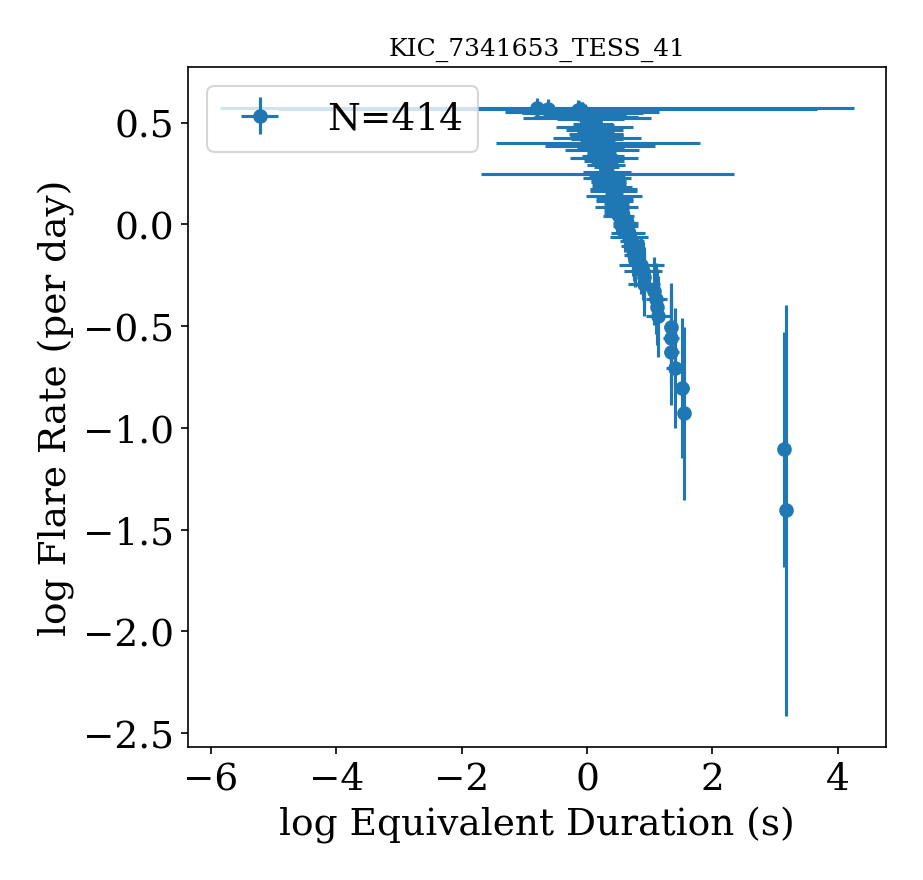 KIC_7341653_TESS_41
N=414
log Flare Rate (per day)
0.5
0.0
−0.5
−1.0
−1.5
−2.0
−2.5
−6 −4 −2 0 2 4
log Equivalent Duration (s)